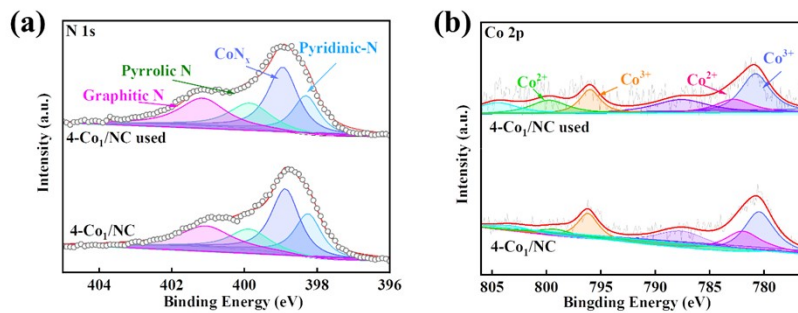 (a)
N 1s
CoNx
Pyridinic-N
Pyrrolic N
Graphitic N
4-Co1/NC used
4-Co1/NC
Intensity (a.u.)
404 402 400 398 396
Binding Energy (eV)
(b)
Co 2p
Co2+
Co3+
Co2+
Co3+
4-Co1/NC used
4-Co1/NC
Intensity (a.u.)
805 800 795 790 785 780
Bingding Energy (eV)